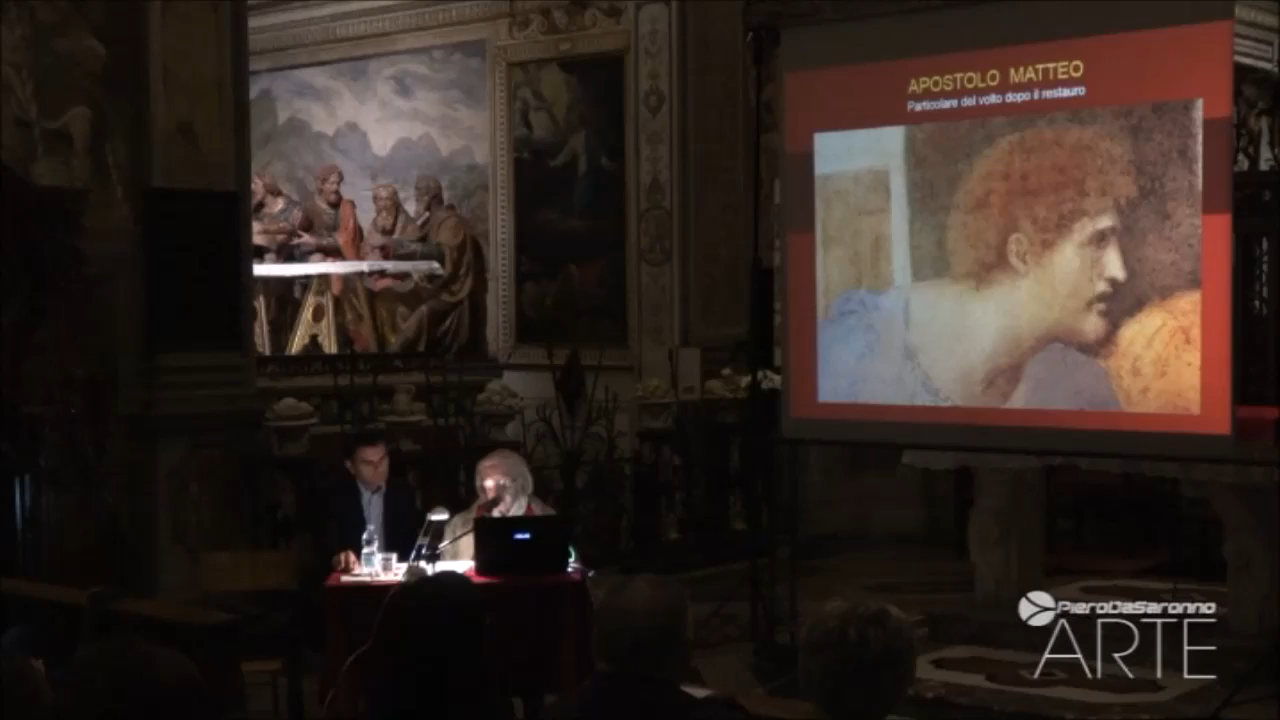 APOSTOLO MATTEO
Particolare del volto dopo il restauro
PieroDaSaronno
ARTE